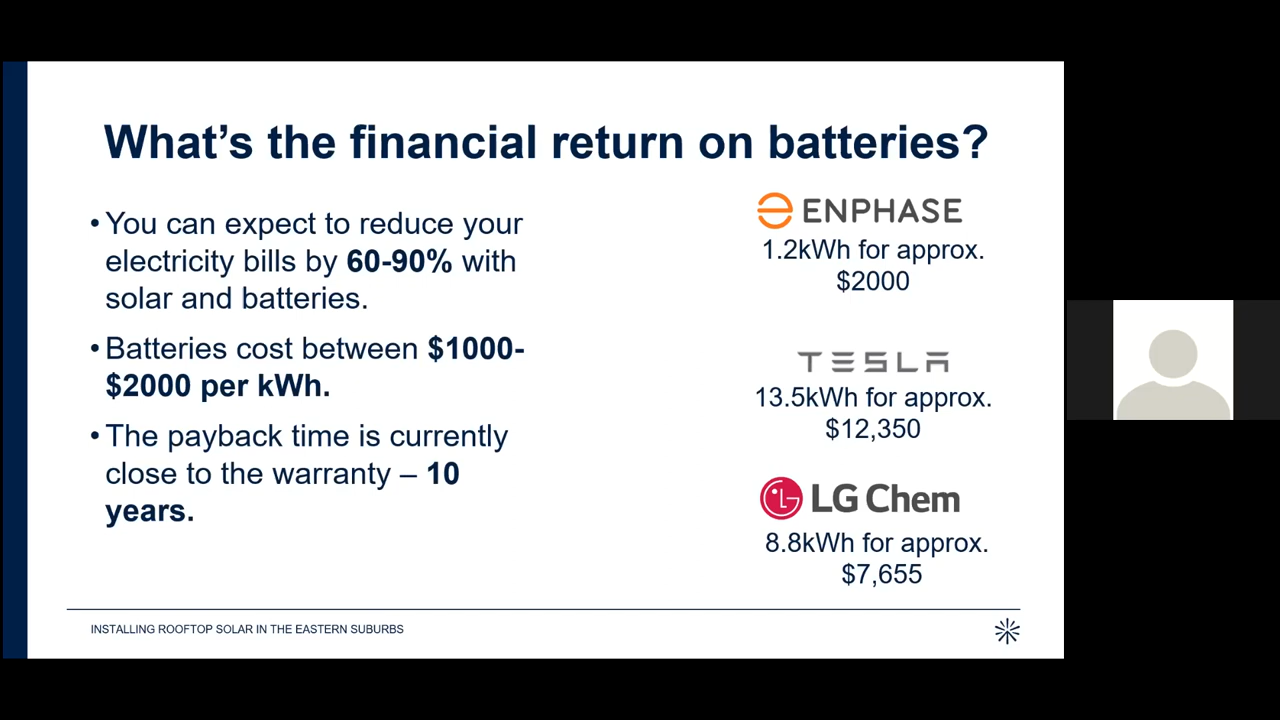 What's the financial return on batteries?
• You can expect to reduce your
electricity bills by 60-90% with
solar and batteries.
• Batteries cost between $1000-
$2000 per kWh.
• The payback time is currently
close to the warranty – 10
years.
ENPHASE
1.2kWh for approx.
$2000
TESLA
13.5kWh for approx.
$12,350
LG Chem
8.8kWh for approx.
$7,655
INSTALLING ROOFTOP SOLAR IN THE EASTERN SUBURBS